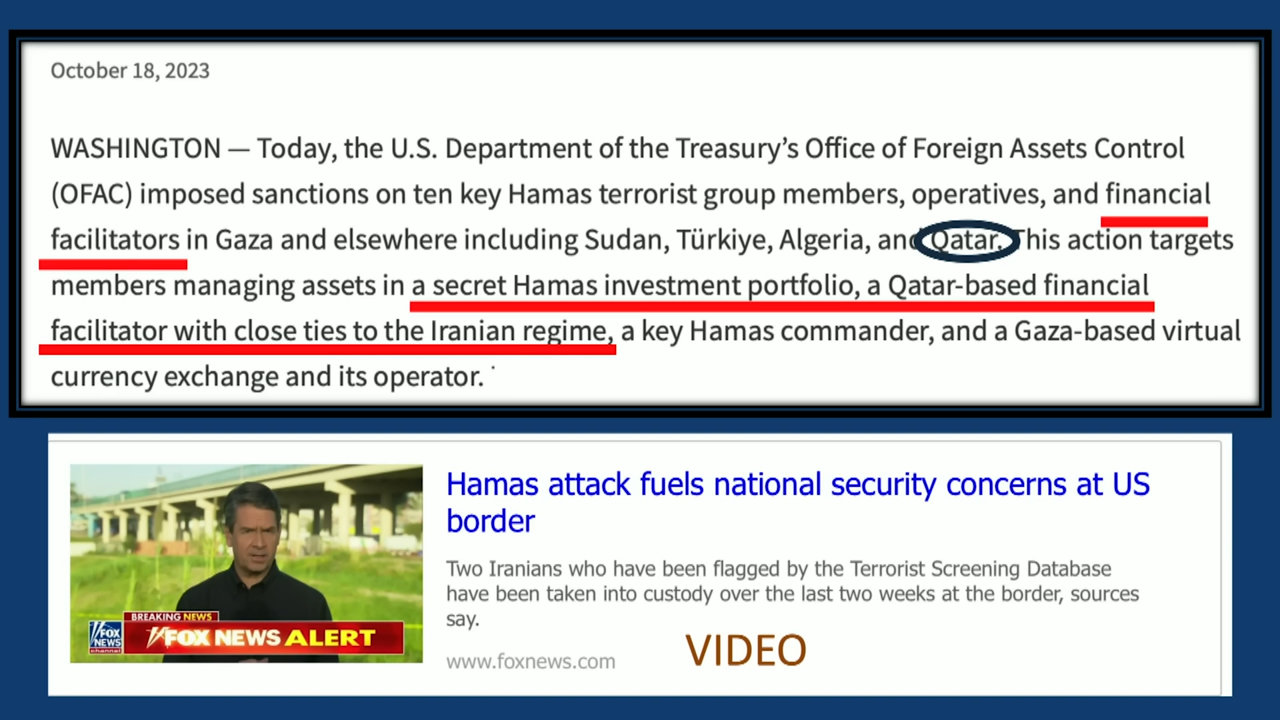 October 18, 2023
WASHINGTON — Today, the U.S. Department of the Treasury’s Office of Foreign Assets Control
(OFAC) imposed sanctions on ten key Hamas terrorist group members, operatives, and financial
facilitators in Gaza and elsewhere including Sudan, Türkiye, Algeria, and Qatar. This action targets
members managing assets in a secret Hamas investment portfolio, a Qatar-based financial
facilitator with close ties to the Iranian regime, a key Hamas commander, and a Gaza-based virtual
currency exchange and its operator.
Hamas attack fuels national security concerns at US
border
Two Iranians who have been flagged by the Terrorist Screening Database
have been taken into custody over the last two weeks at the border, sources
say.
www.foxnews.com
VIDEO
BREAKING NEWS
FOX NEWS ALERT
FOX
NEWS
channel